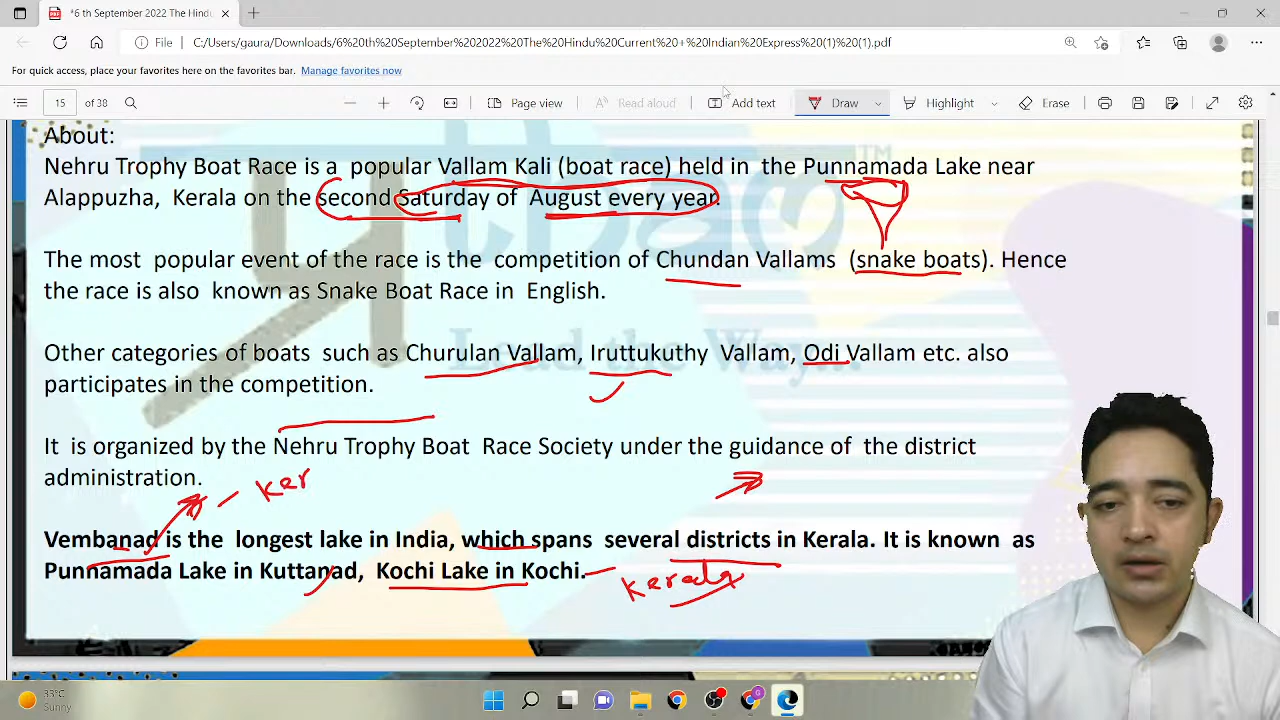 *6 th September 2022 The Hindu
File
C:/Users/gaura/Downloads/6%20th%20September%202022%20The%20Hindu%20Current%20+%20Indian%20Express%20(1)%20(1).pdf
For quick access, place your favorites here on the favorites bar. Manage favorites now
15 of 38
Page view
Read aloud
Add text
Draw
Highlight
Erase
About:
Nehru Trophy Boat Race is a popular Vallam Kali (boat race) held in the Punnamada Lake near
Alappuzha, Kerala on the second Saturday of August every year.
The most popular event of the race is the competition of Chundan Vallams (snake boats). Hence
the race is also known as Snake Boat Race in English.
Other categories of boats such as Churulan Vallam, Iruttukuthy Vallam, Odi Vallam etc. also
participates in the competition.
It is organized by the Nehru Trophy Boat Race Society under the guidance of the district
administration.
Ker
Vembanad is the longest lake in India, which spans several districts in Kerala. It is known as
Punnamada Lake in Kuttanad, Kochi Lake in Kochi.
Kerala
Lead the Way...
TM
33°C
Sunny